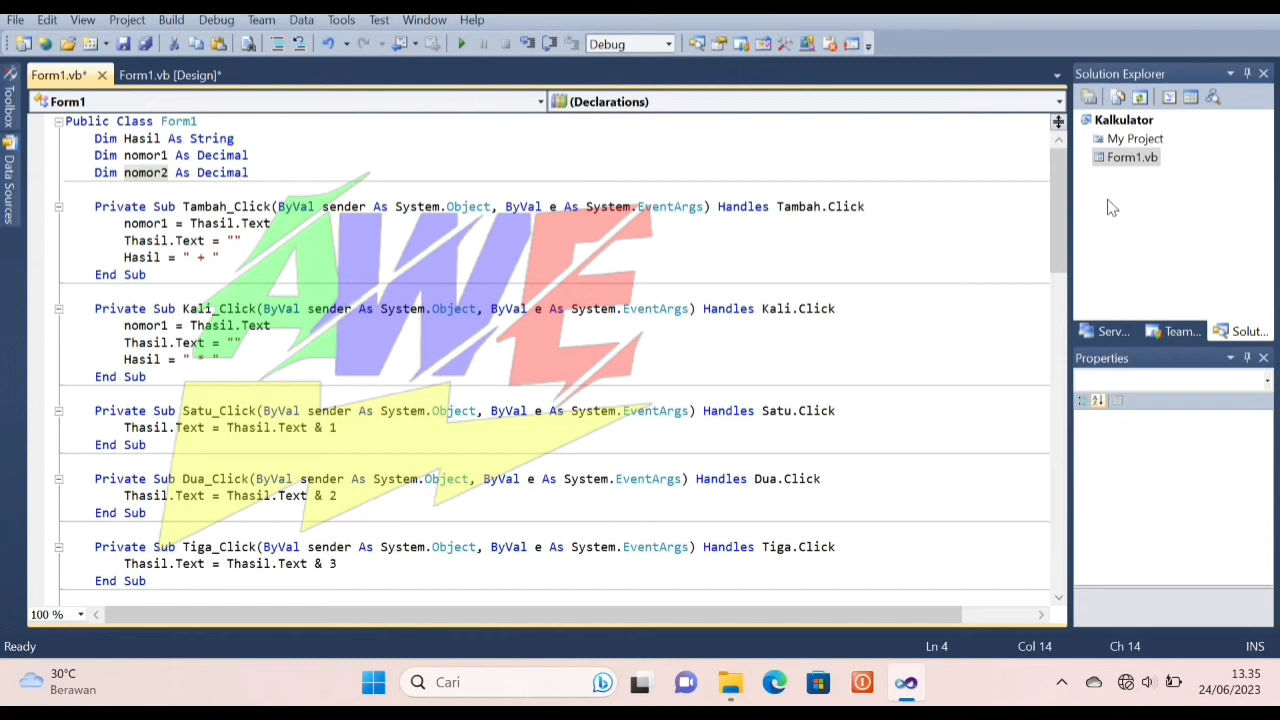 File Edit View Project Build Debug Team Data Tools Test Window Help
Debug
Form1.vb* Form1.vb [Design]*
Solution Explorer
Form1 (Declarations)
Toolbox
Data Sources
Kalkulator
My Project
Form1.vb
Public Class Form1
Dim Hasil As String
Dim nomor1 As Decimal
Dim nomor2 As Decimal
Private Sub Tambah_Click(ByVal sender As System.Object, ByVal e As System.EventArgs) Handles Tambah.Click
nomor1 = Thasil.Text
Thasil.Text = ""
Hasil = " + "
End Sub
Private Sub Kali_Click(ByVal sender As System.Object, ByVal e As System.EventArgs) Handles Kali.Click
nomor1 = Thasil.Text
Thasil.Text = ""
Hasil = " * "
End Sub
Private Sub Satu_Click(ByVal sender As System.Object, ByVal e As System.EventArgs) Handles Satu.Click
Thasil.Text = Thasil.Text & 1
End Sub
Private Sub Dua_Click(ByVal sender As System.Object, ByVal e As System.EventArgs) Handles Dua.Click
Thasil.Text = Thasil.Text & 2
End Sub
Private Sub Tiga_Click(ByVal sender As System.Object, ByVal e As System.EventArgs) Handles Tiga.Click
Thasil.Text = Thasil.Text & 3
End Sub
AWE
Serv... Team... Solut...
Properties
100 %
Ready Ln 4 Col 14 Ch 14 INS
30°C
Berawan
Cari
13.35
24/06/2023